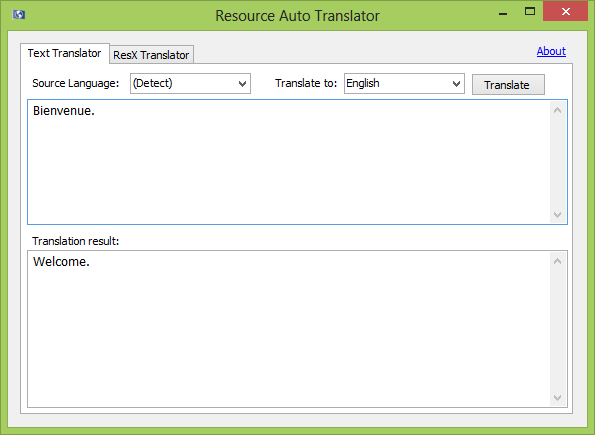 Resource Auto Translator
Text Translator ResX Translator About
Source Language: (Detect) Translate to: English Translate
Bienvenue.
Translation result:
Welcome.